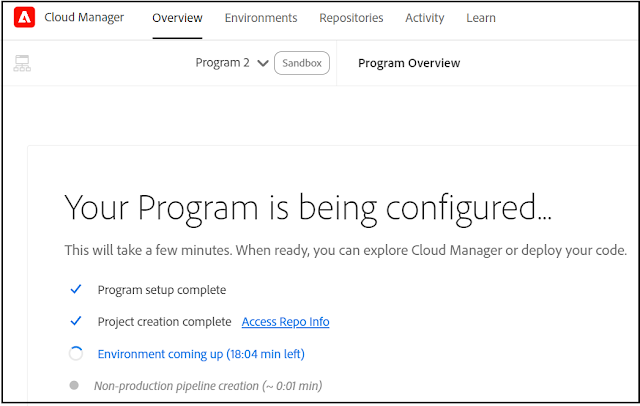 Cloud Manager Overview Environments Repositories Activity Learn
Program 2 Sandbox Program Overview
Your Program is being configured...
This will take a few minutes. When ready, you can explore Cloud Manager or deploy your code.
Program setup complete
Project creation complete Access Repo Info
Environment coming up (18:04 min left)
Non-production pipeline creation (~ 0:01 min)